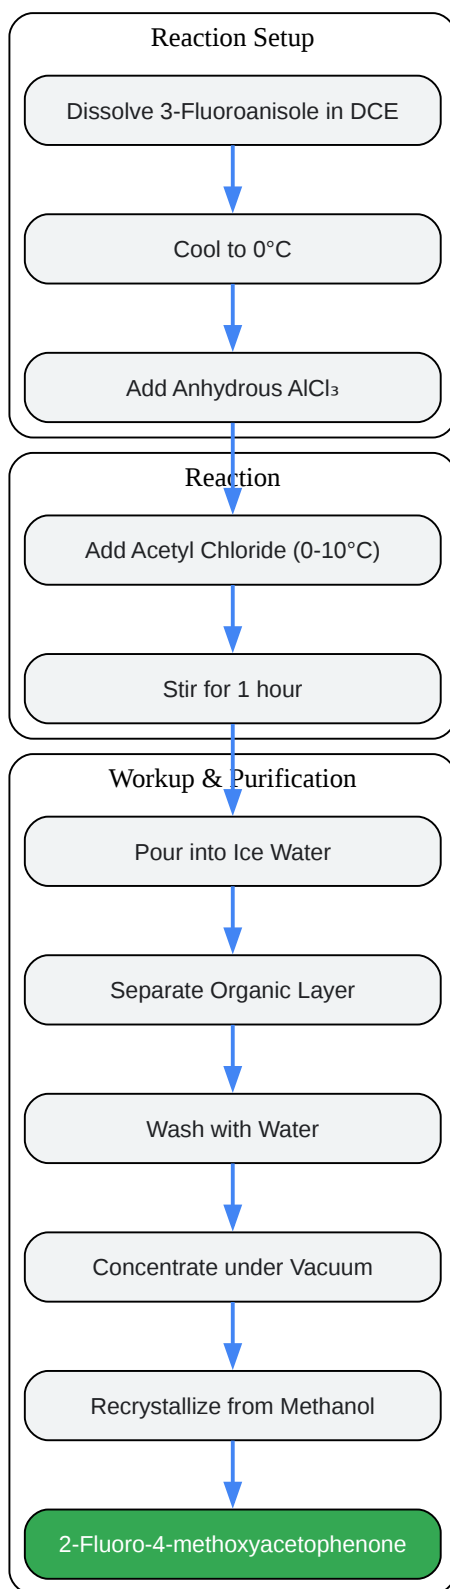 Reaction Setup
Dissolve 3-Fluoroanisole in DCE
Cool to 0°C
Add Anhydrous AlCl₃
Reaction
Add Acetyl Chloride (0-10°C)
Stir for 1 hour
Workup & Purification
Pour into Ice Water
Separate Organic Layer
Wash with Water
Concentrate under Vacuum
Recrystallize from Methanol
2-Fluoro-4-methoxyacetophenone